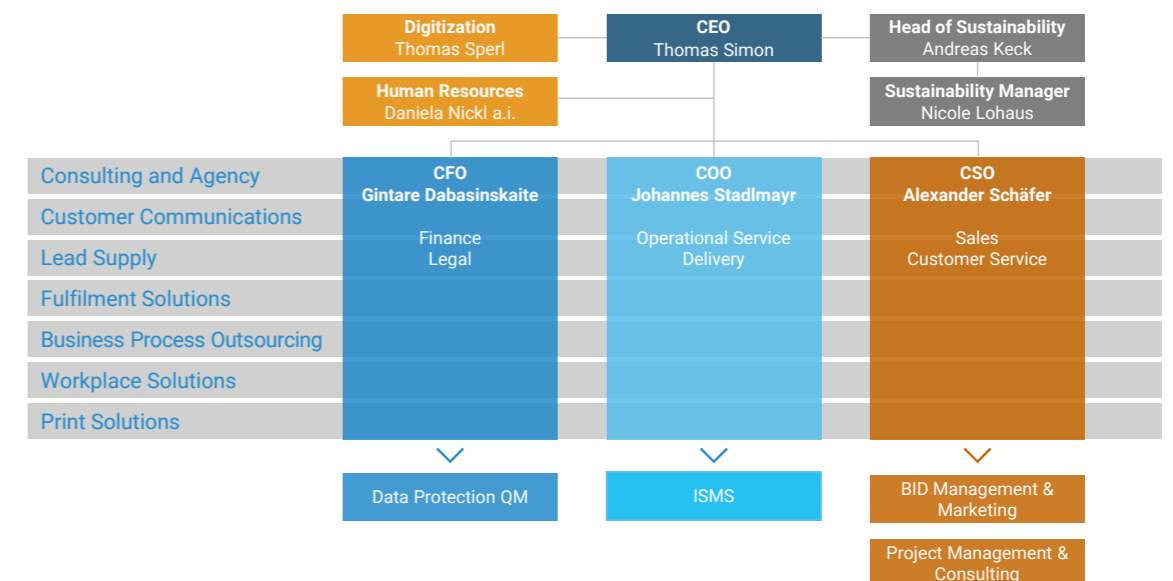 Digitization
Thomas Sperl
CEO
Thomas Simon
Head of Sustainability
Andreas Keck
Human Resources
Daniela Nickl a.i.
Sustainability Manager
Nicole Lohaus
Consulting and Agency
Customer Communications
Lead Supply
Fulfilment Solutions
Business Process Outsourcing
Workplace Solutions
Print Solutions
CFO
Gintare Dabasinskaite
Finance
Legal
COO
Johannes Stadlmayr
Operational Service
Delivery
CSO
Alexander Schäfer
Sales
Customer Service
Data Protection QM
ISMS
BID Management &
Marketing
Project Management &
Consulting